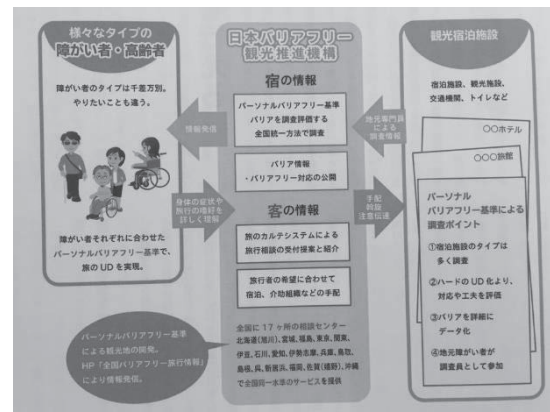 様々なタイプの
障がい者・高齢者
障がい者のタイプは千差万別。
やりたいことも違う。
障がい者それぞれに合わせた
パーソナルバリアフリー基準で、
旅の UD を実現。
情報発信
身体の症状や
旅行の嗜好を
詳しく理解
日本バリアフリー
観光推進機構
宿の情報
パーソナルバリアフリー基準
バリアを調査評価する
全国統一方法で調査
バリア情報
・バリアフリー対応の公開
客の情報
旅のカルテシステムによる
旅行相談の受付提案と紹介
旅行者の希望に合わせて
宿泊、介助組織などの手配
全国に 17 ヶ所の相談センター
北海道(旭川)、宮城、福島、東京、関東、
伊豆、石川、愛知、伊勢志摩、兵庫、鳥取、
島根、呉、新居浜、福岡、佐賀(嬉野)、沖縄
で全国同一水準のサービスを提供
パーソナルバリアフリー基準
による観光地の開発。
HP「全国バリアフリー旅行情報」
により情報発信。
地元専門員
による
調査情報
手配
相談
注意伝達
観光宿泊施設
宿泊施設、観光施設、
交通機関、トイレなど
○○ホテル
○○○旅館
パーソナル
バリアフリー基準による
調査ポイント
①宿泊施設のタイプは
多く調査
②ハードの UD 化より、
対応や工夫を評価
③バリアを詳細に
データ化
④地元障がい者が
調査員として参加